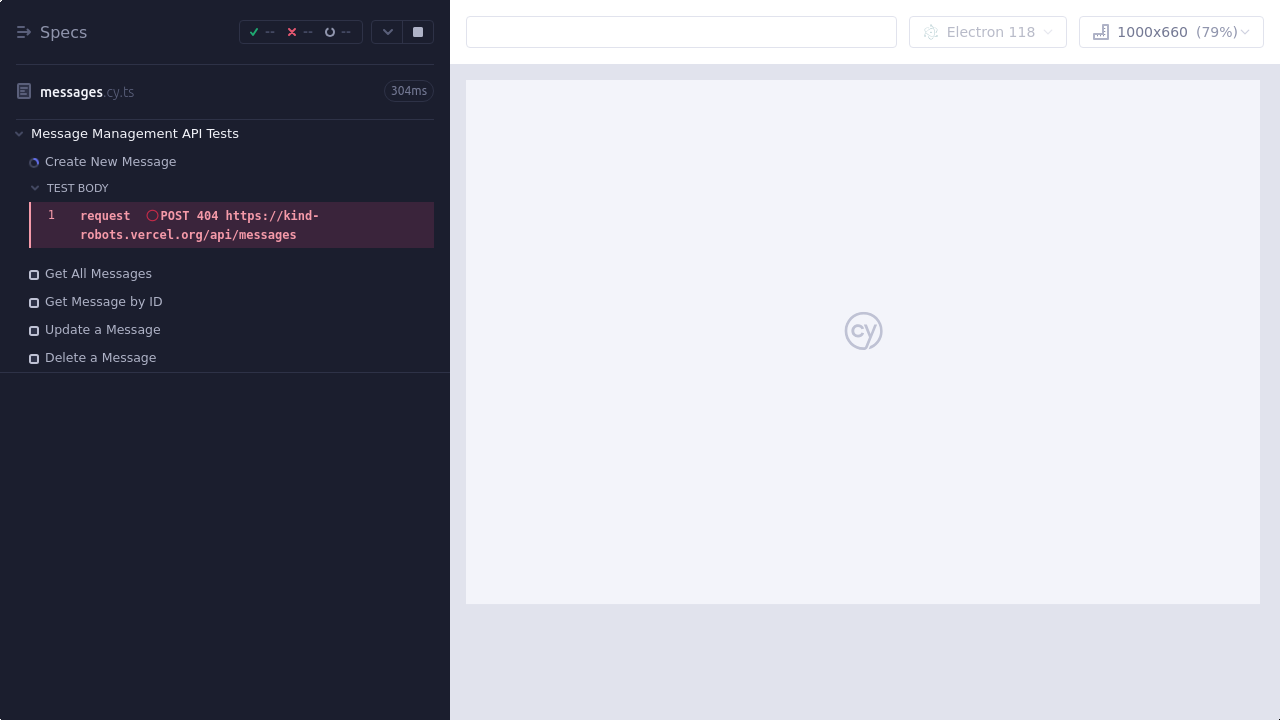 Specs
-- -- --
Electron 118
1000x660 (79%)
messages.cy.ts
304ms
Message Management API Tests
Create New Message
TEST BODY
1 request POST 404 https://kind-
robots.vercel.org/api/messages
Get All Messages
Get Message by ID
Update a Message
Delete a Message
cy